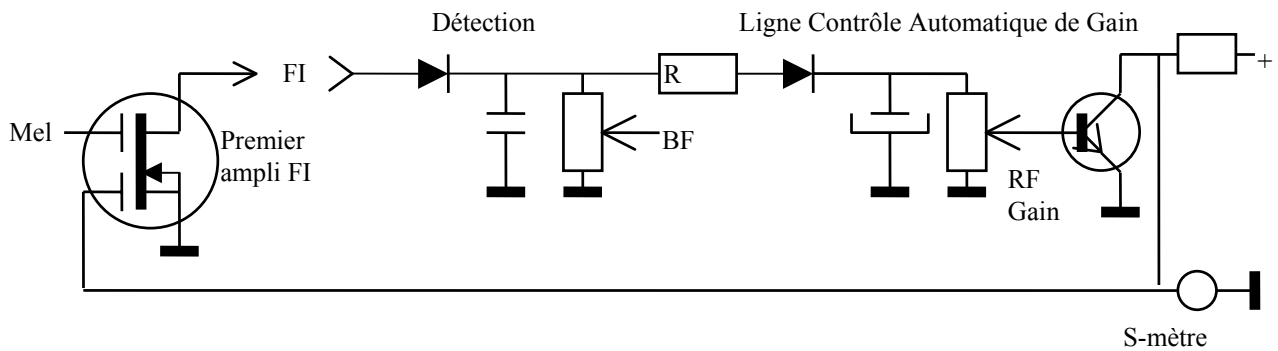 Détection
Ligne Contrôle Automatique de Gain
FI
R
+
Mel
Premier
ampli FI
BF
RF
Gain
S-mètre